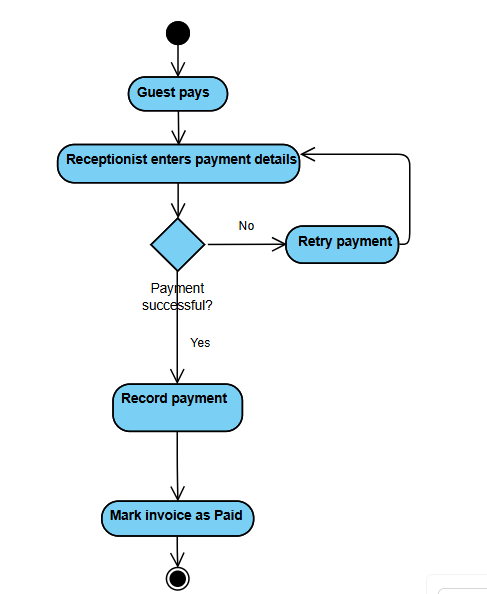 Guest pays
Receptionist enters payment details
No
Retry payment
Payment
successful?
Yes
Record payment
Mark invoice as Paid